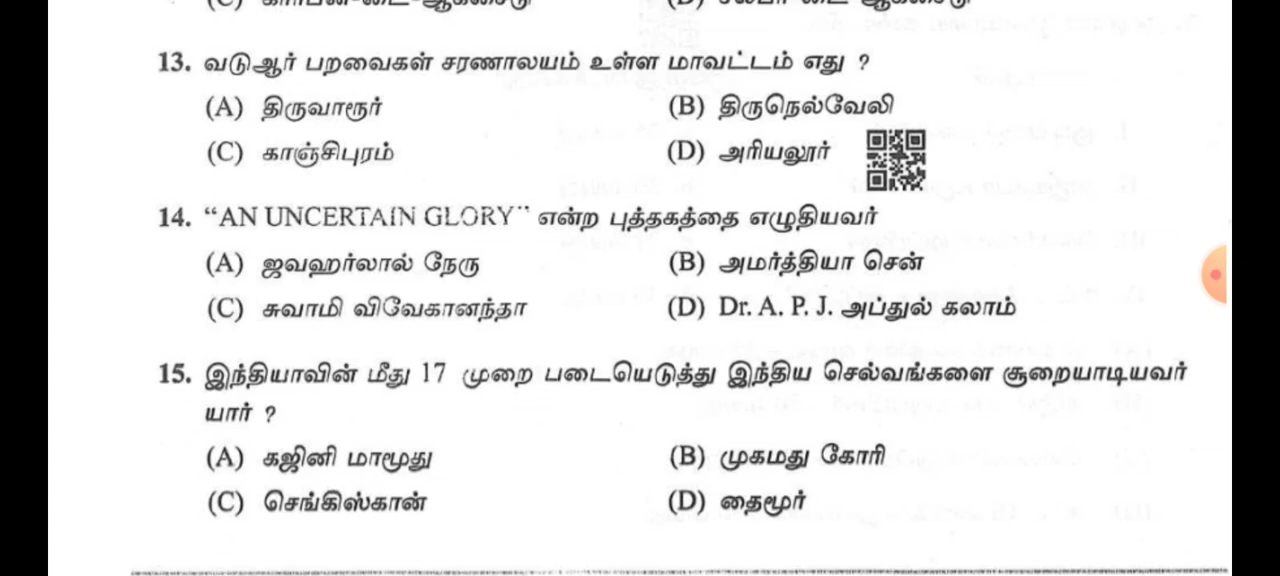 13. வடுஆர் பறவைகள் சரணாலயம் உள்ள மாவட்டம் எது ?
(A) திருவாரூர் (B) திருநெல்வேலி
(C) காஞ்சிபுரம் (D) அரியலூர்
14. “AN UNCERTAIN GLORY” என்ற புத்தகத்தை எழுதியவர்
(A) ஜவஹர்லால் நேரு (B) அமர்த்தியா சென்
(C) சுவாமி விவேகானந்தா (D) Dr. A. P. J. அப்துல் கலாம்
15. இந்தியாவின் மீது 17 முறை படையெடுத்து இந்திய செல்வங்களை சூறையாடியவர்
யார் ?
(A) கஜினி மாமூது (B) முகமது கோரி
(C) செங்கிஸ்கான் (D) தைமூர்